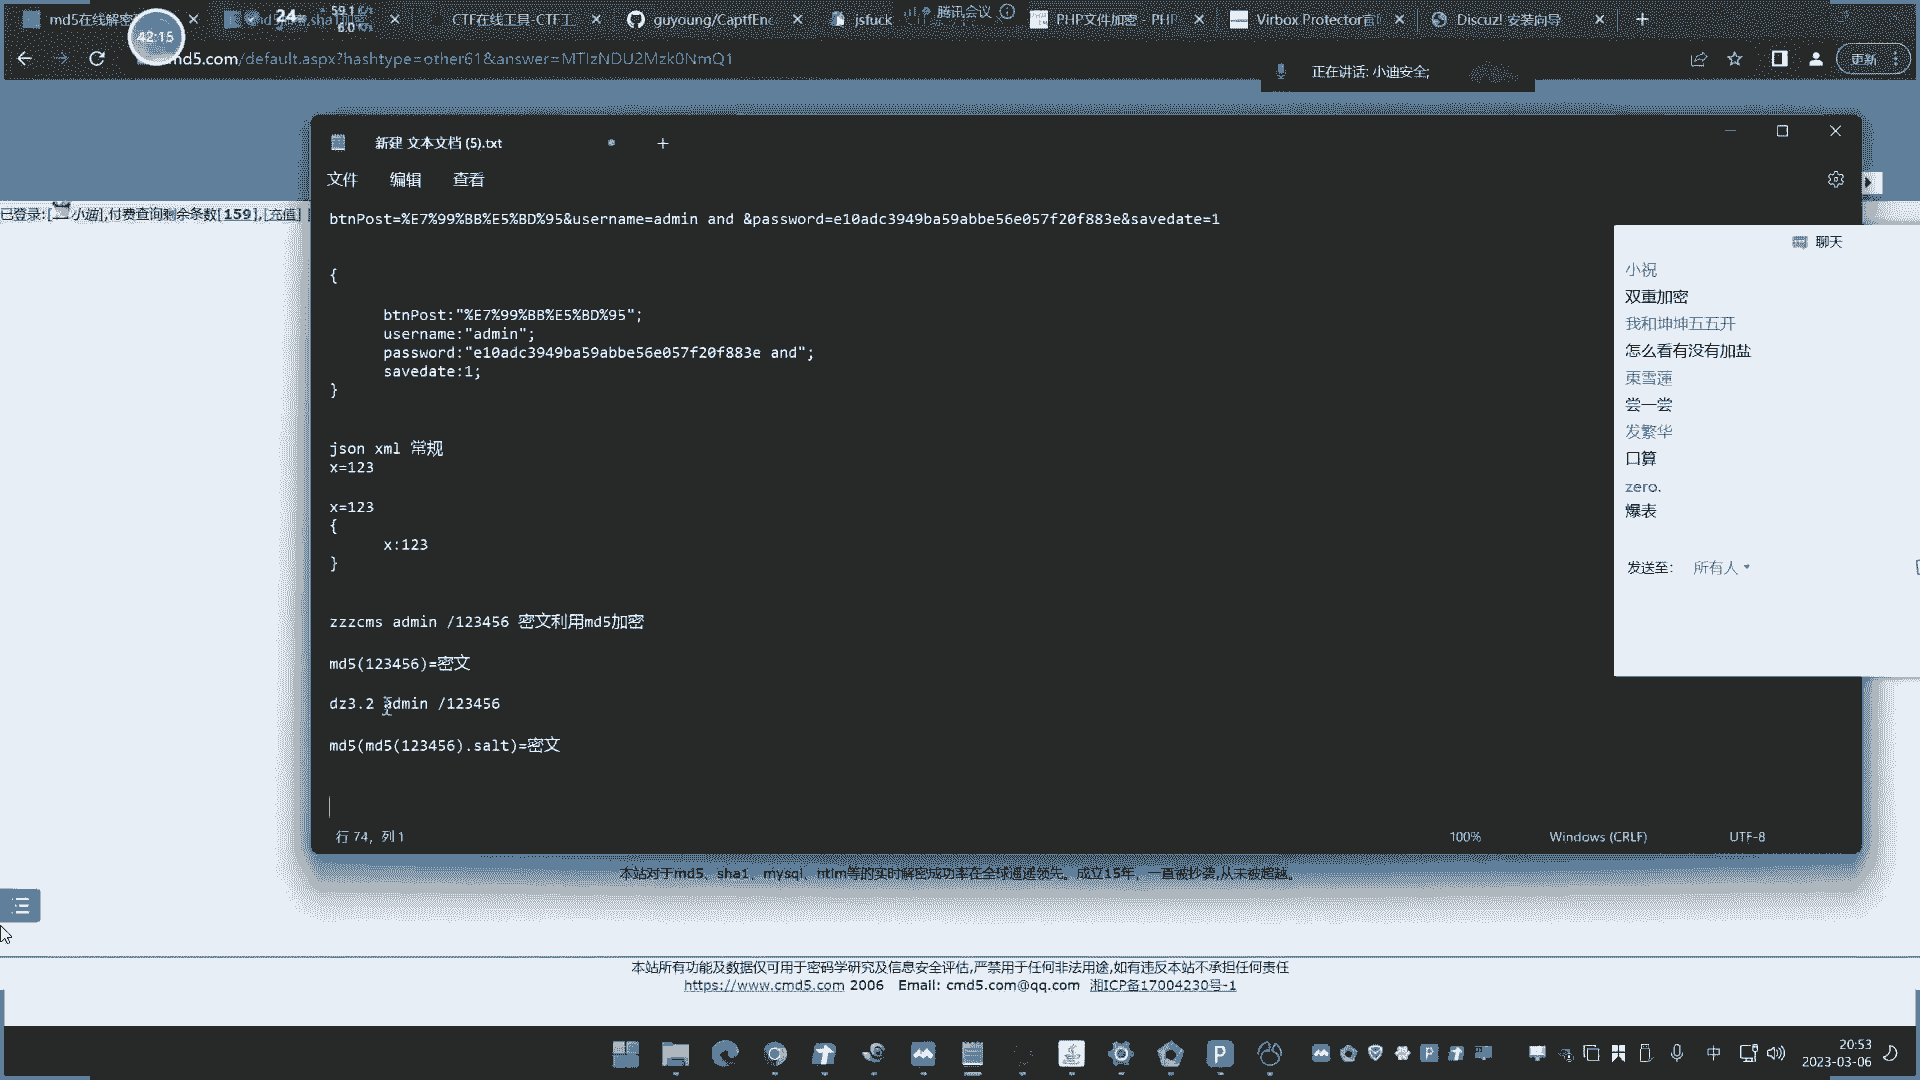 md5在线解密
CTF在线工具-CTF工
guyoung/CaptfEnc
jsfuck
腾讯会议
PHP文件加密 - PHP
Virbox Protector官
Discuz! 安装向导
24
59.1
6.0
42:15
md5.com/default.aspx?hashtype=other61&answer=MTIzNDU2Mzk0NmQ1
更新
正在讲话: 小迪安全;
新建 文本文档 (5).txt
文件 编辑 查看
已登录:[ 小迪],付费查询剩余条数[159],[充值]
btnPost=%E7%99%BB%E5%BD%95&username=admin and &password=e10adc3949ba59abbe56e057f20f883e&savedate=1
{
btnPost:"%E7%99%BB%E5%BD%95";
username:"admin";
password:"e10adc3949ba59abbe56e057f20f883e and";
savedate:1;
}
json xml 常规
x=123
x=123
{
x:123
}
zzzcms admin /123456 密文利用md5加密
md5(123456)=密文
dz3.2 admin /123456
md5(md5(123456).salt)=密文
行 74，列 1
100%
Windows (CRLF)
UTF-8
聊天
小祝
双重加密
我和坤坤五五开
怎么看有没有加盐
東雪蓮
尝一尝
发繁华
口算
zero.
爆表
发送至: 所有人
本站对于md5、sha1、mysql、ntlm等的实时解密成功率在全球遥遥领先。成立15年，一直被抄袭,从未被超越。
本站所有功能及数据仅可用于密码学研究及信息安全评估,严禁用于任何非法用途,如有违反本站不承担任何责任
https://www.cmd5.com 2006 Email: cmd5.com@qq.com 湘ICP备17004230号-1
中
20:53
2023-03-06